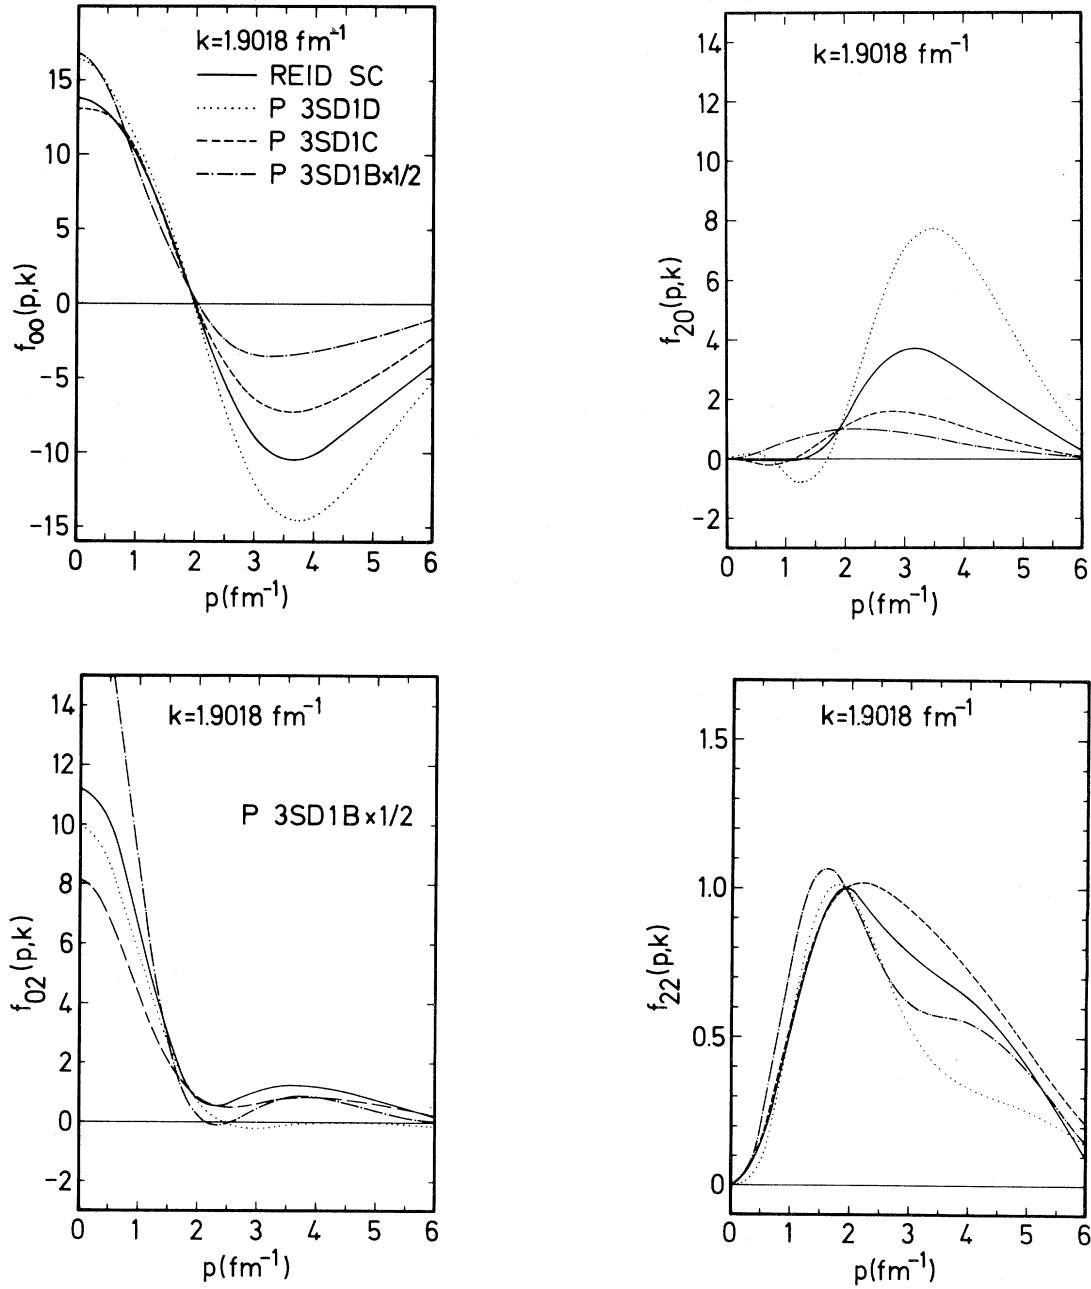 k=1.9018 fm⁻¹
REID SC
P 3SD1D
P 3SD1C
P 3SD1B×1/2
15
10
5
0
−5
−10
−15
f₀₀(p,k)
0 1 2 3 4 5 6
p(fm⁻¹)
k=1.9018 fm⁻¹
14
12
10
8
6
4
2
0
−2
f₂₀(p,k)
0 1 2 3 4 5 6
p(fm⁻¹)
k=1.9018 fm⁻¹
P 3SD1B×1/2
14
12
10
8
6
4
2
0
−2
f₀₂(p,k)
0 1 2 3 4 5 6
p(fm⁻¹)
k=1.9018 fm⁻¹
1.5
1.0
0.5
0
f₂₂(p,k)
0 1 2 3 4 5 6
p(fm⁻¹)